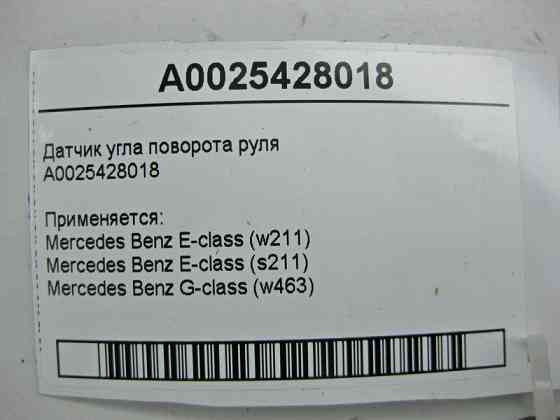 A0025428018
Датчик угла поворота руля
A0025428018
Применяется:
Mercedes Benz E-class (w211)
Mercedes Benz E-class (s211)
Mercedes Benz G-class (w463)